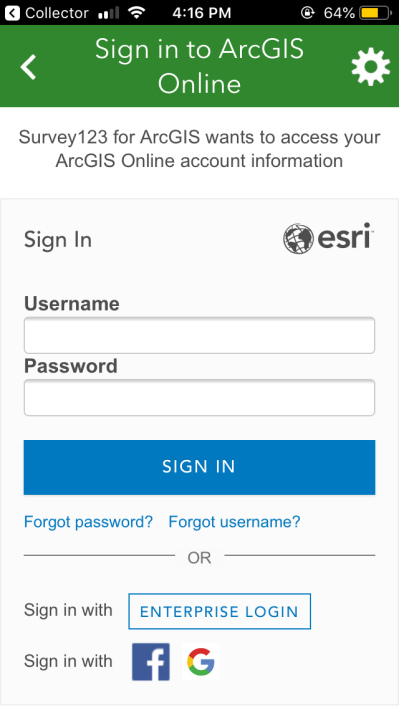 Collector 4:16 PM 64%
Sign in to ArcGIS
Online
Survey123 for ArcGIS wants to access your
ArcGIS Online account information
Sign In esri
Username
Password
SIGN IN
Forgot password? Forgot username?
OR
Sign in with ENTERPRISE LOGIN
Sign in with f G